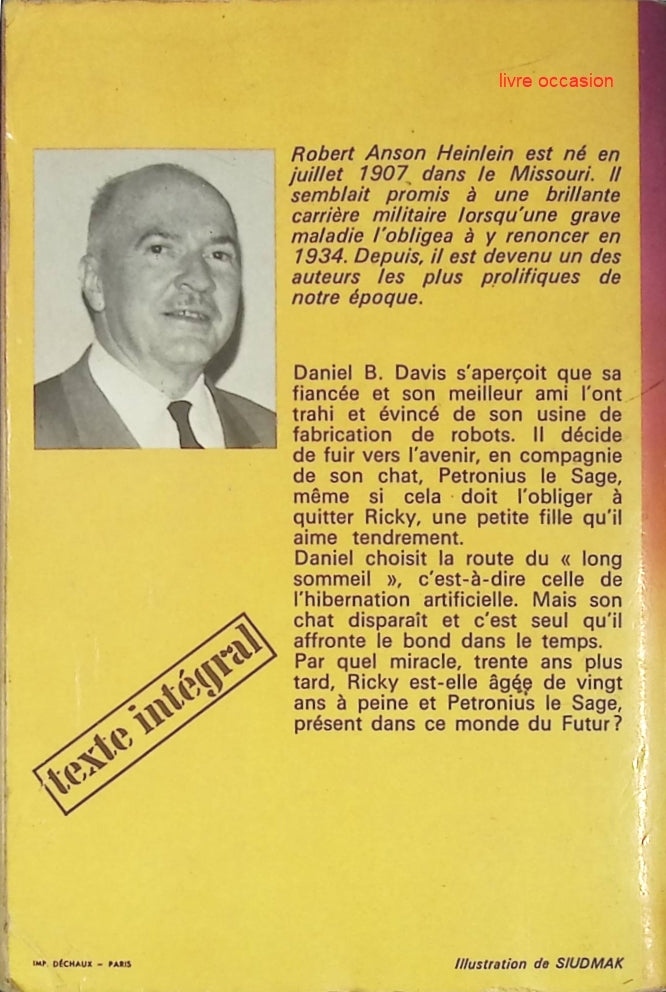 livre occasion
Robert Anson Heinlein est né en
juillet 1907 dans le Missouri. Il
semblait promis à une brillante
carrière militaire lorsqu'une grave
maladie l'obligea à y renoncer en
1934. Depuis, il est devenu un des
auteurs les plus prolifiques de
notre époque.
Daniel B. Davis s'aperçoit que sa
fiancée et son meilleur ami l'ont
trahi et évincé de son usine de
fabrication de robots. Il décide
de fuir vers l'avenir, en compagnie
de son chat, Petronius le Sage,
même si cela doit l'obliger à
quitter Ricky, une petite fille qu'il
aime tendrement.
Daniel choisit la route du « long
sommeil », c'est-à-dire celle de
l'hibernation artificielle. Mais son
chat disparaît et c'est seul qu'il
affronte le bond dans le temps.
Par quel miracle, trente ans plus
tard, Ricky est-elle âgée de vingt
ans à peine et Petronius le Sage,
présent dans ce monde du Futur ?
texte intégral
IMP. DÉCHAUX – PARIS
Illustration de SIUDMAK